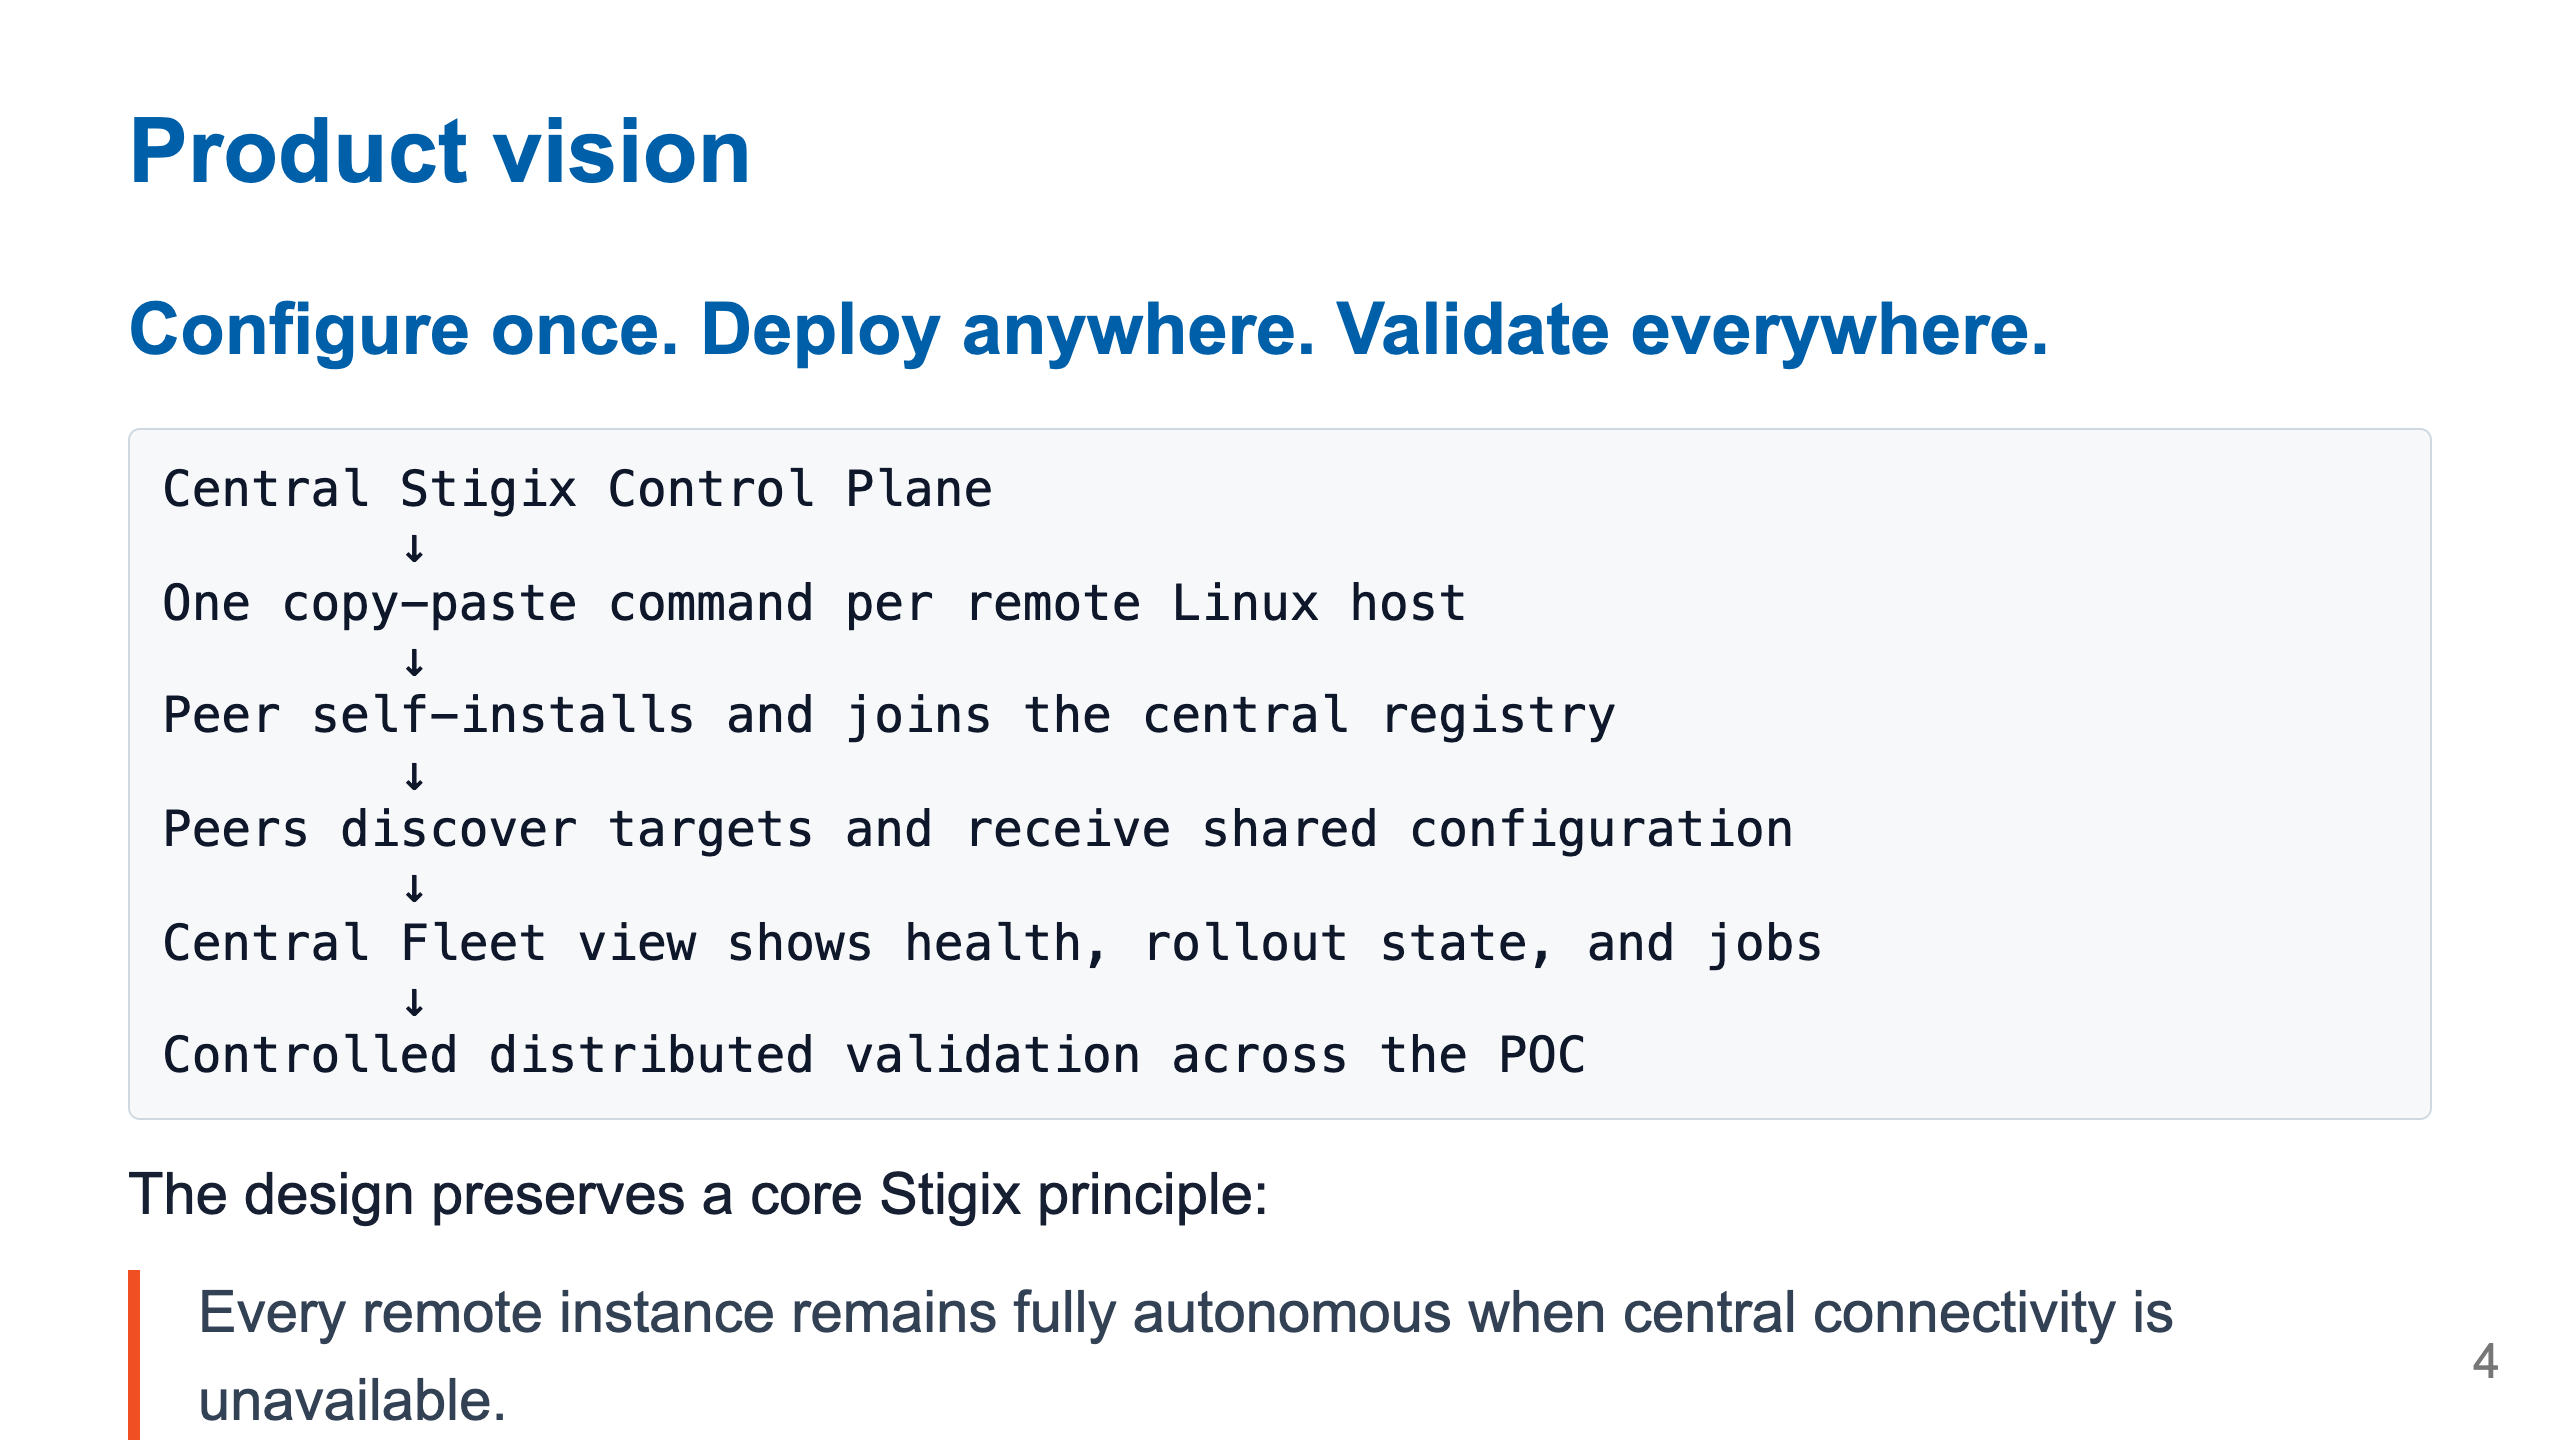 Product vision
Configure once. Deploy anywhere. Validate everywhere.
Central Stigix Control Plane
↓
One copy-paste command per remote Linux host
↓
Peer self-installs and joins the central registry
↓
Peers discover targets and receive shared configuration
↓
Central Fleet view shows health, rollout state, and jobs
↓
Controlled distributed validation across the POC
The design preserves a core Stigix principle:
Every remote instance remains fully autonomous when central connectivity is
unavailable.
4